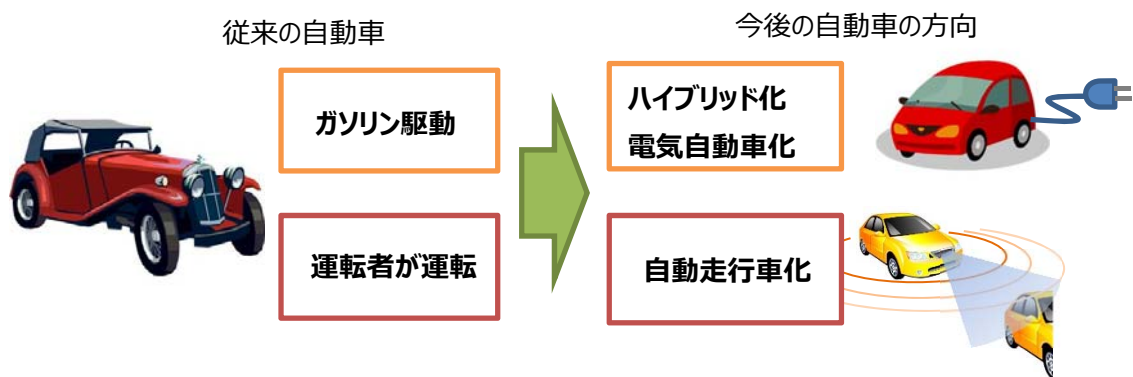 従来の自動車
今後の自動車の方向
ガソリン駆動
ハイブリッド化
電気自動車化
運転者が運転
自動走行車化